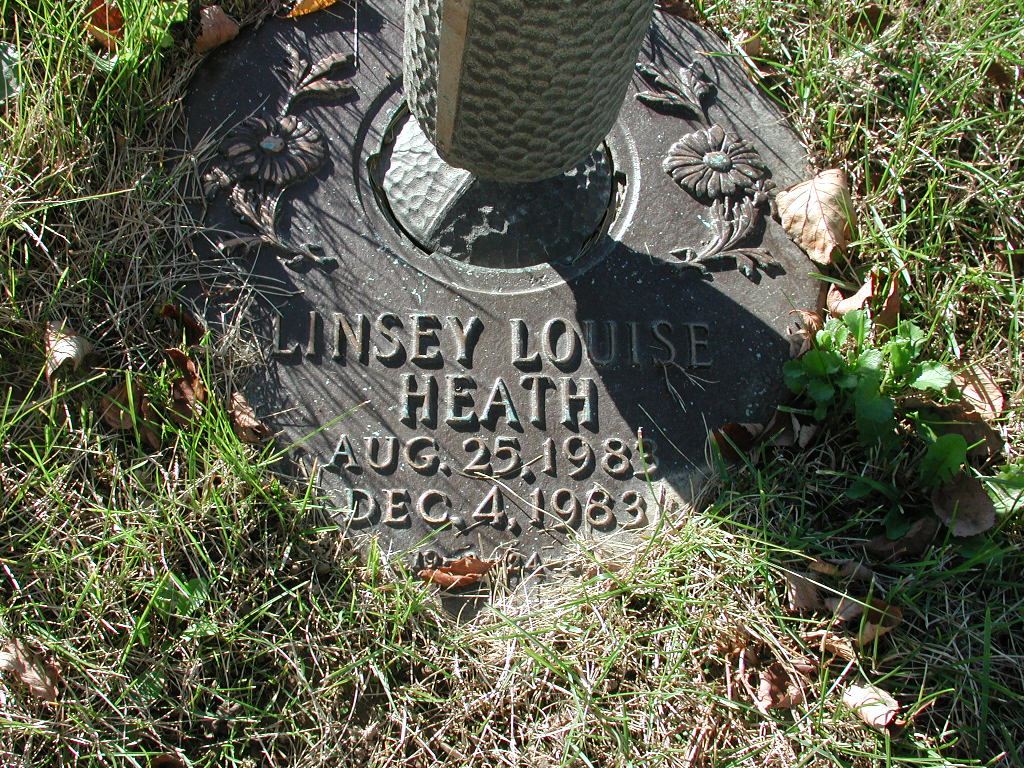 LINSEY LOUISE
HEATH
AUG. 25, 1983
DEC. 4, 1983